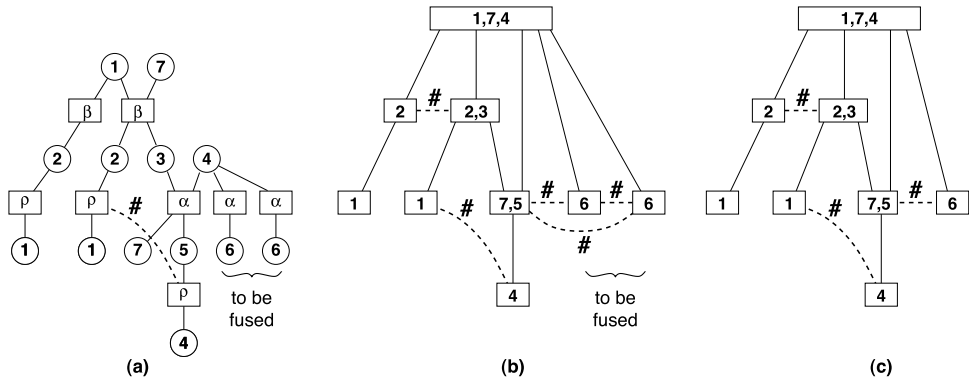 1 7
β β
2 2 3 4
ρ ρ # α α α
1 1 7 5 6 6
ρ
to be
fused
4
(a)
1,7,4
2 # 2,3
1 1 # 7,5 # 6 # 6
#
4
to be
fused
(b)
1,7,4
2 # 2,3
1 1 # 7,5 # 6
4
(c)